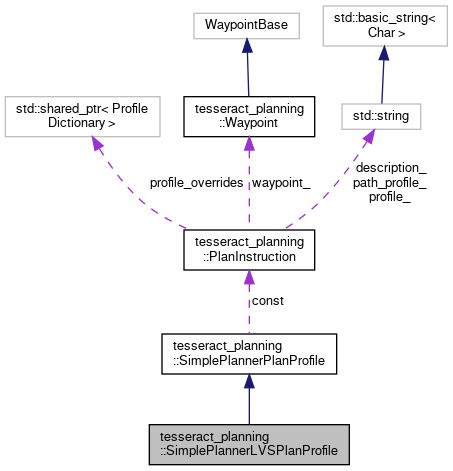 WaypointBase
std::basic_string<
Char >
std::shared_ptr< Profile
Dictionary >
tesseract_planning
::Waypoint
std::string
profile_overrides
waypoint_
description_
path_profile_
profile_
tesseract_planning
::PlanInstruction
const
tesseract_planning
::SimplePlannerPlanProfile
tesseract_planning
::SimplePlannerLVSPlanProfile